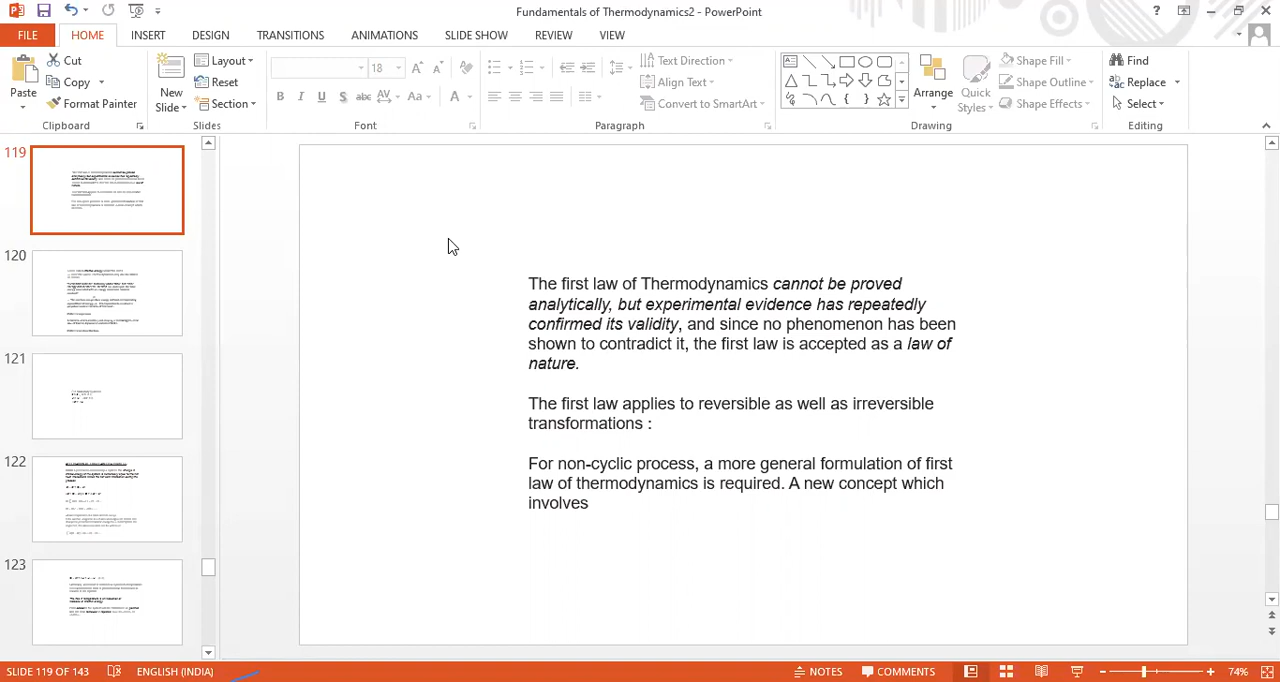 Fundamentals of Thermodynamics2 - PowerPoint
FILE HOME INSERT DESIGN TRANSITIONS ANIMATIONS SLIDE SHOW REVIEW VIEW
Paste
Cut
Copy
Format Painter
Clipboard
New
Slide
Layout
Reset
Section
Slides
18
B I U S abc AV Aa A
Font
Text Direction
Align Text
Convert to SmartArt
Paragraph
Arrange
Quick
Styles
Shape Fill
Shape Outline
Shape Effects
Drawing
Find
Replace
Select
Editing
119
120
121
122
123
The first law of Thermodynamics cannot be proved
analytically, but experimental evidence has repeatedly
confirmed its validity, and since no phenomenon has been
shown to contradict it, the first law is accepted as a law of
nature.
The first law applies to reversible as well as irreversible
transformations :
For non-cyclic process, a more general formulation of first
law of thermodynamics is required. A new concept which
involves
SLIDE 119 OF 143 ENGLISH (INDIA) NOTES COMMENTS 74%